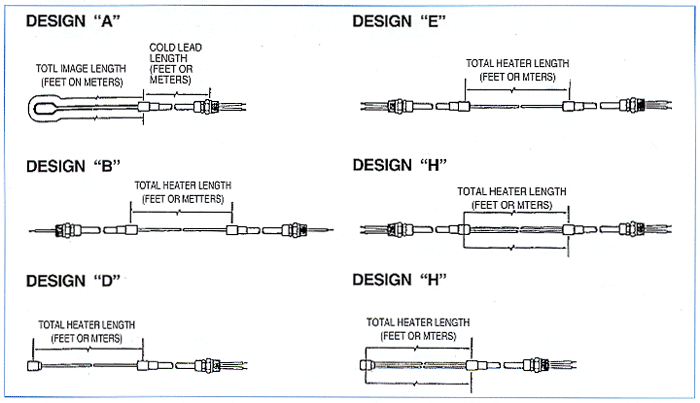 DESIGN "A"
TOTL IMAGE LENGTH
(FEET ON METERS)
COLD LEAD
LENGTH
(FEET OR
METERS)
DESIGN "B"
TOTAL HEATER LENGTH
(FEET OR METTERS)
DESIGN "D"
TOTAL HEATER LENGTH
(FEET OR MTERS)
DESIGN "E"
TOTAL HEATER LENGTH
(FEET OR MTERS)
DESIGN "H"
TOTAL HEATER LENGTH
(FEET OR MTERS)
DESIGN "H"
TOTAL HEATER LENGTH
(FEET OR MTERS)